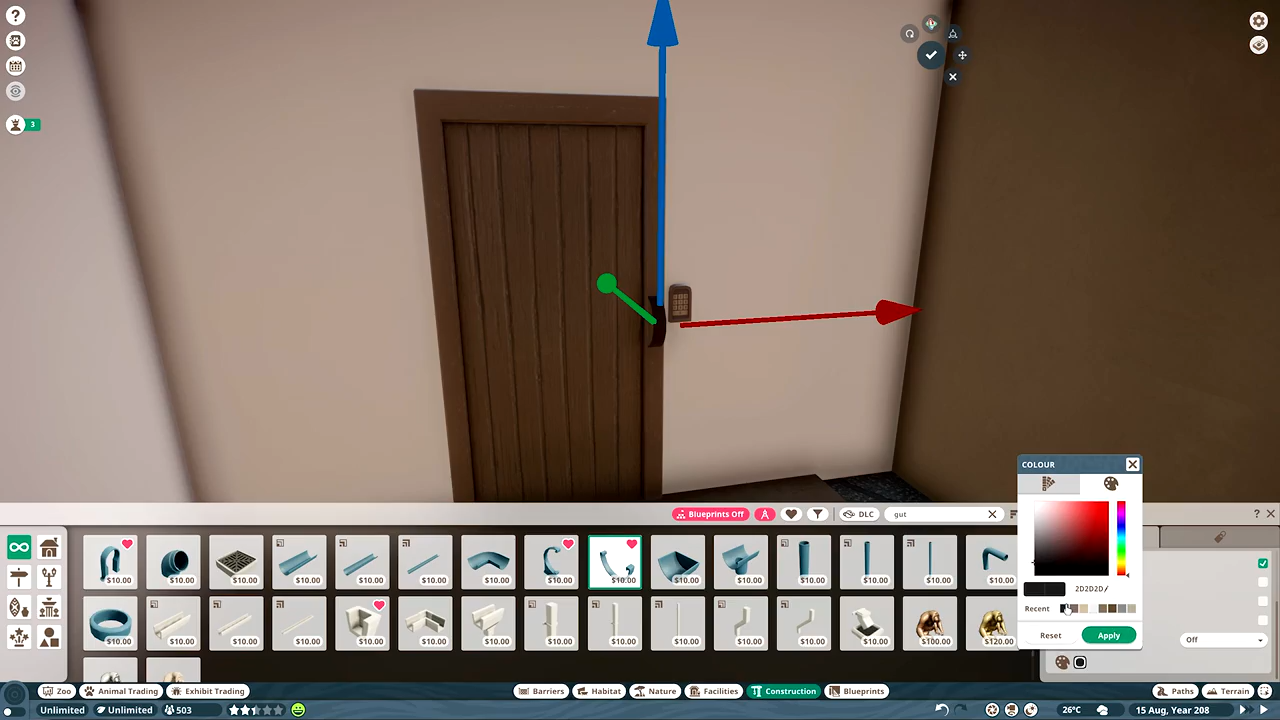 ?
3
COLOUR
Blueprints Off
DLC
gut
?
$10.00 $10.00 $10.00 $10.00 $10.00 $10.00 $10.00 $10.00 $10.00 $10.00 $10.00 $10.00 $10.00 $10.00 $10.00
2D2D2D
Recent
$10.00 $10.00 $10.00 $10.00 $10.00 $10.00 $10.00 $10.00 $10.00 $10.00 $10.00 $10.00 $10.00 $100.00 $120.00
Reset Apply
Off
Zoo Animal Trading Exhibit Trading Barriers Habitat Nature Facilities Construction Blueprints Paths Terrain
Unlimited Unlimited 503 26°C 15 Aug, Year 208